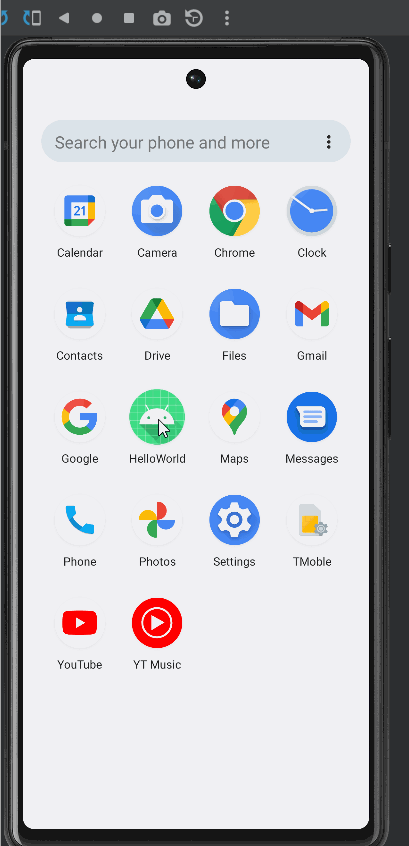 Search your phone and more
21
Calendar Camera Chrome Clock
Contacts Drive Files Gmail
Google HelloWorld Maps Messages
Phone Photos Settings TMoble
YouTube YT Music